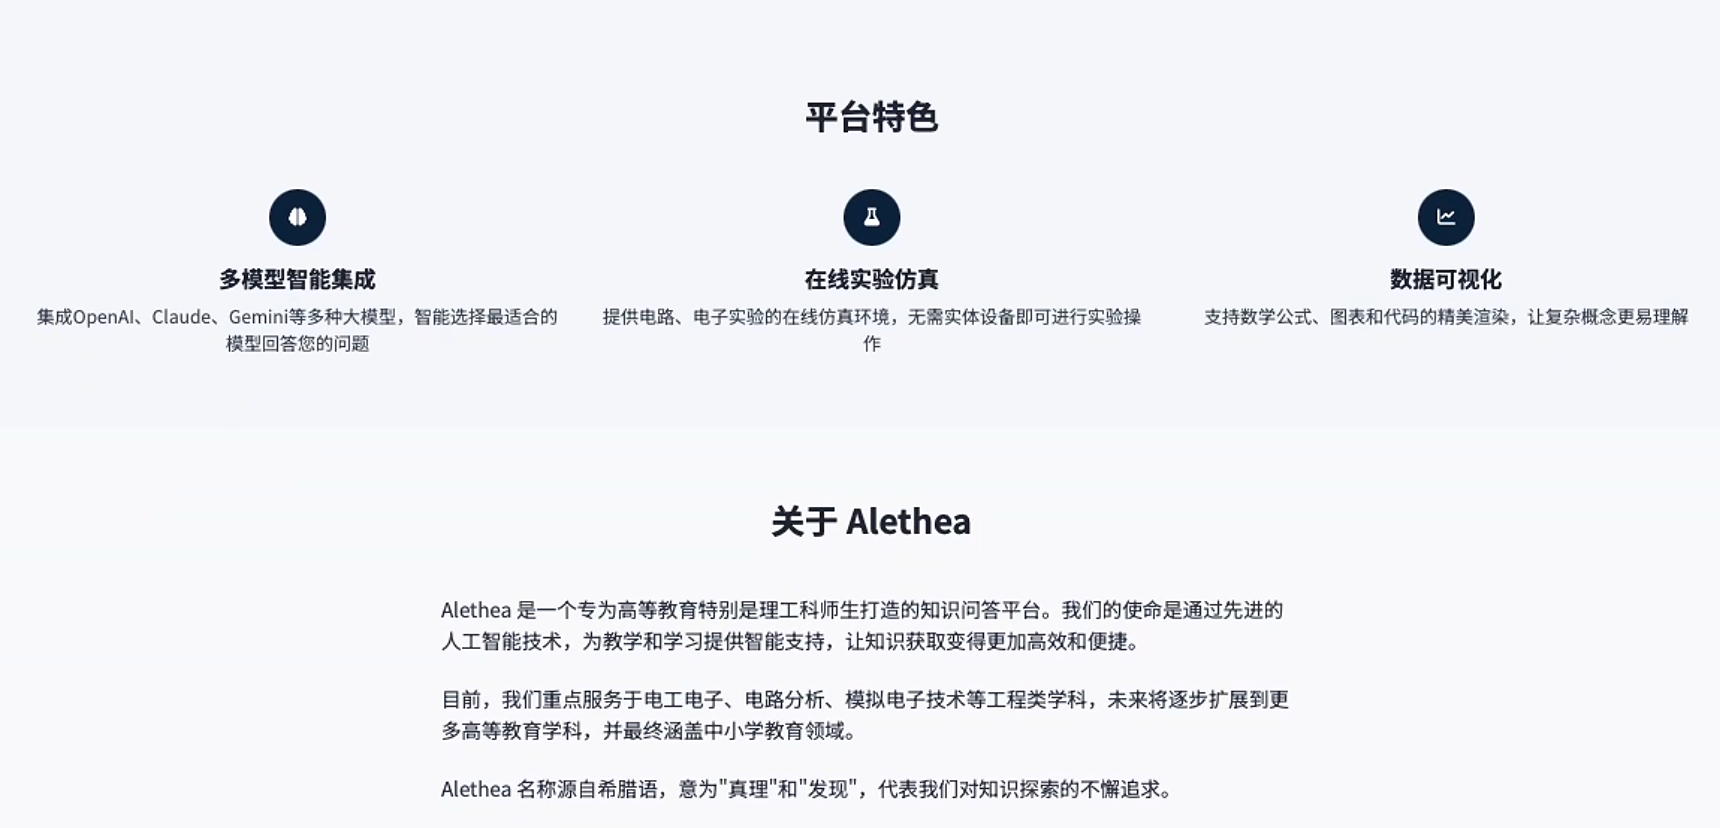 平台特色
多模型智能集成
集成OpenAI、Claude、Gemini等多种大模型，智能选择最适合的
模型回答您的问题
在线实验仿真
提供电路、电子实验的在线仿真环境，无需实体设备即可进行实验操
作
数据可视化
支持数学公式、图表和代码的精美渲染，让复杂概念更易理解
关于 Alethea
Alethea 是一个专为高等教育特别是理工科师生打造的知识问答平台。我们的使命是通过先进的
人工智能技术，为教学和学习提供智能支持，让知识获取变得更加高效和便捷。
目前，我们重点服务于电工电子、电路分析、模拟电子技术等工程类学科，未来将逐步扩展到更
多高等教育学科，并最终涵盖中小学教育领域。
Alethea 名称源自希腊语，意为"真理"和"发现"，代表我们对知识探索的不懈追求。